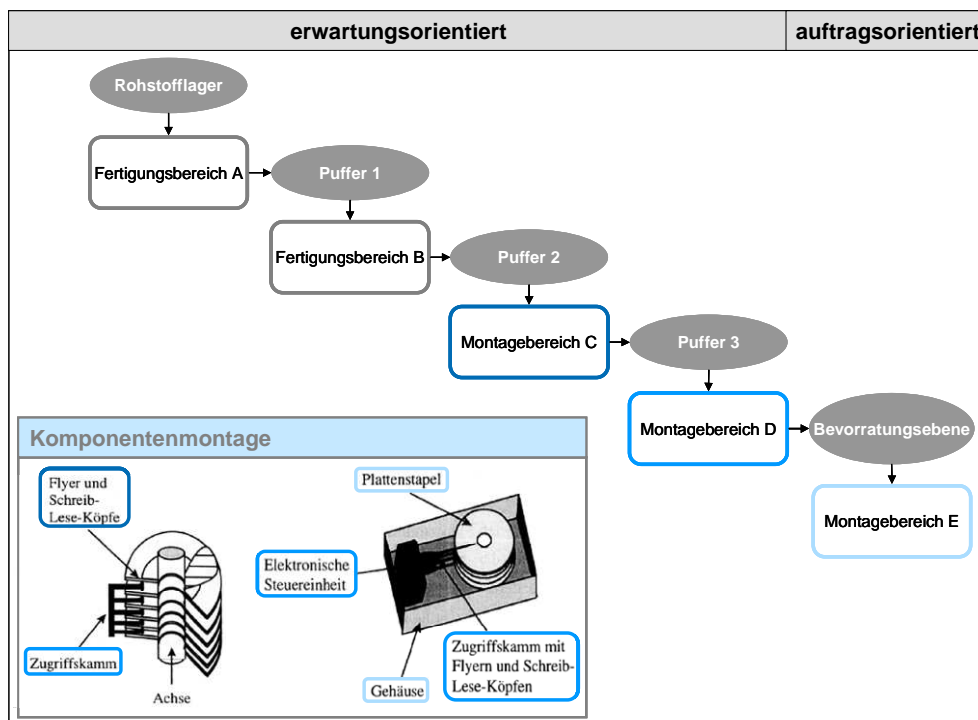 erwartungsorientiert
auftragsorientiert
Rohstofflager
Fertigungsbereich A
Puffer 1
Fertigungsbereich B
Puffer 2
Montagebereich C
Puffer 3
Montagebereich D
Bevorratungsebene
Montagebereich E
Komponentenmontage
Flyer und
Schreib-
Lese-Köpfe
Zugriffskamm
Achse
Plattenstapel
Elektronische
Steuereinheit
Gehäuse
Zugriffskamm mit
Flyern und Schreib-
Lese-Köpfen